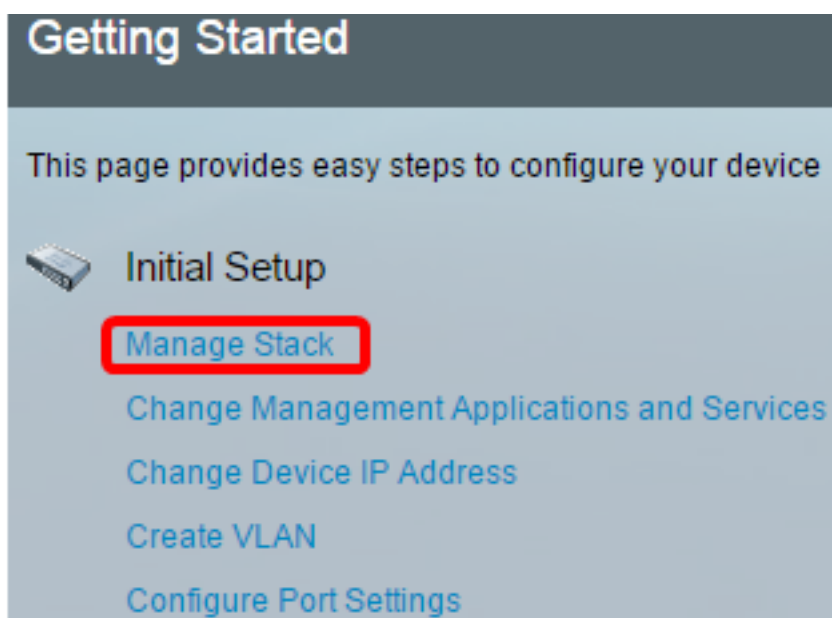 Getting Started
This page provides easy steps to configure your device
Initial Setup
Manage Stack
Change Management Applications and Services
Change Device IP Address
Create VLAN
Configure Port Settings